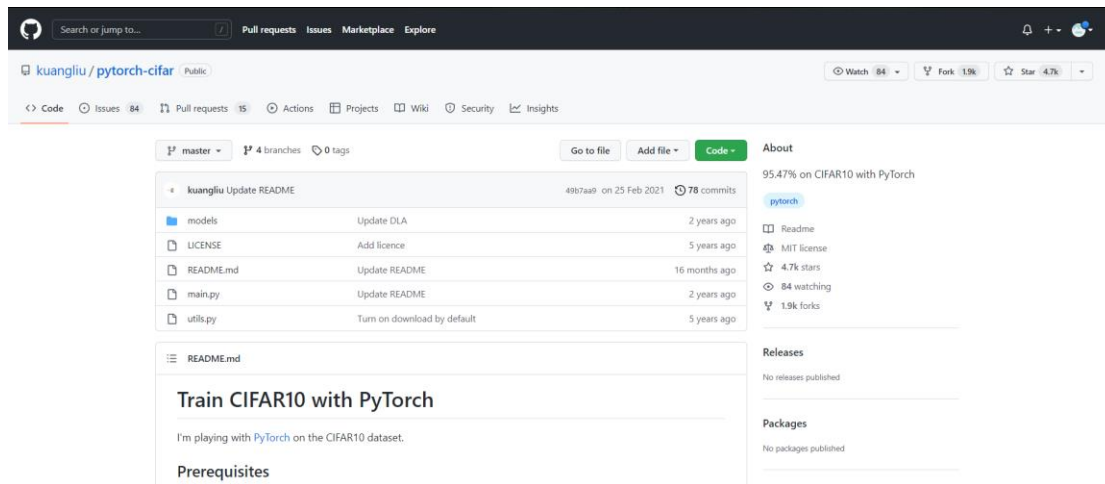 Search or jump to... / Pull requests Issues Marketplace Explore
kuangliu / pytorch-cifar Public Watch 84 Fork 1.9k Star 4.7k
<> Code Issues 84 Pull requests 15 Actions Projects Wiki Security Insights
master 4 branches 0 tags Go to file Add file Code
kuangliu Update README 49b7aa9 on 25 Feb 2021 78 commits
models Update DLA 2 years ago
LICENSE Add licence 5 years ago
README.md Update README 16 months ago
main.py Update README 2 years ago
utils.py Turn on download by default 5 years ago
README.md
Train CIFAR10 with PyTorch
I'm playing with PyTorch on the CIFAR10 dataset.
Prerequisites
About
95.47% on CIFAR10 with PyTorch
pytorch
Readme
MIT license
4.7k stars
84 watching
1.9k forks
Releases
No releases published
Packages
No packages published